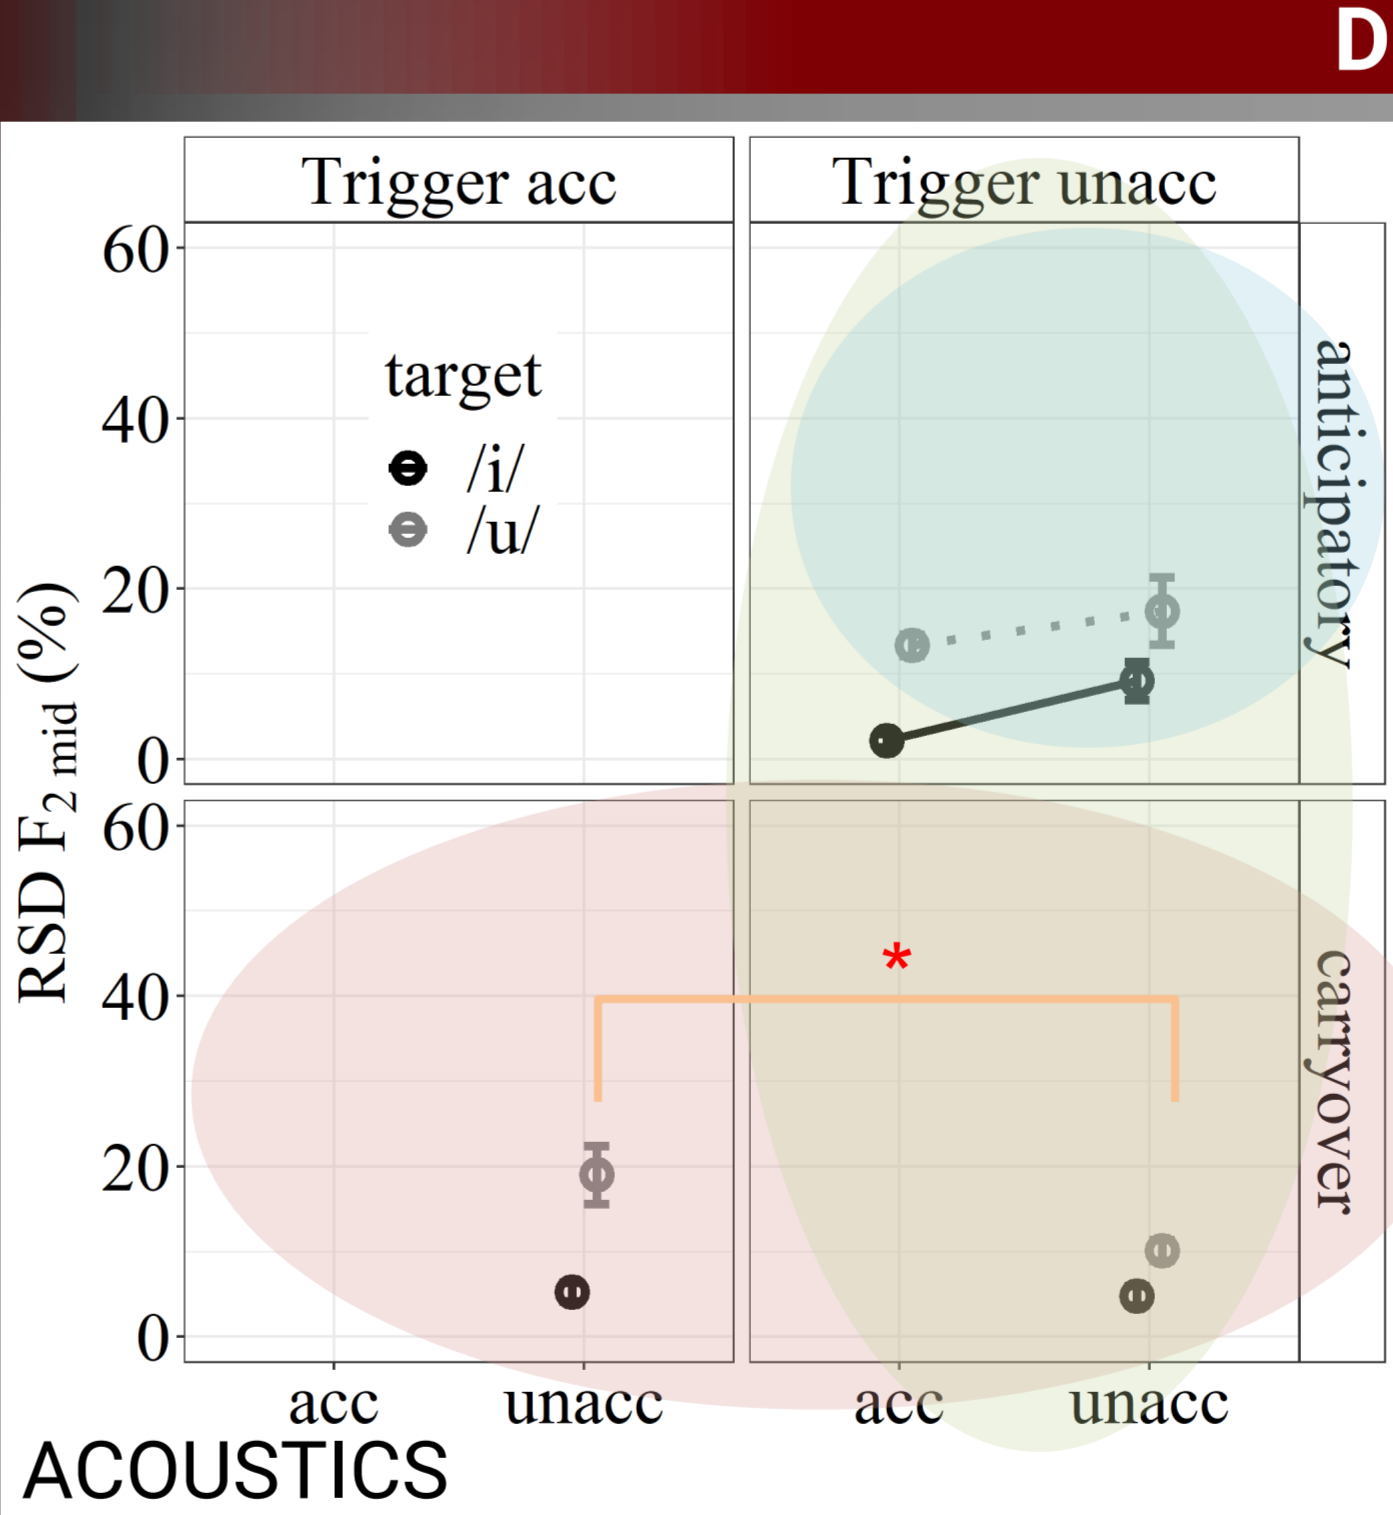 D
Trigger acc
Trigger unacc
60
40
20
0
target
/i/
/u/
anticipatory
RSD F2 mid (%)
60
40
20
0
*
carryover
acc
unacc
acc
unacc
ACOUSTICS